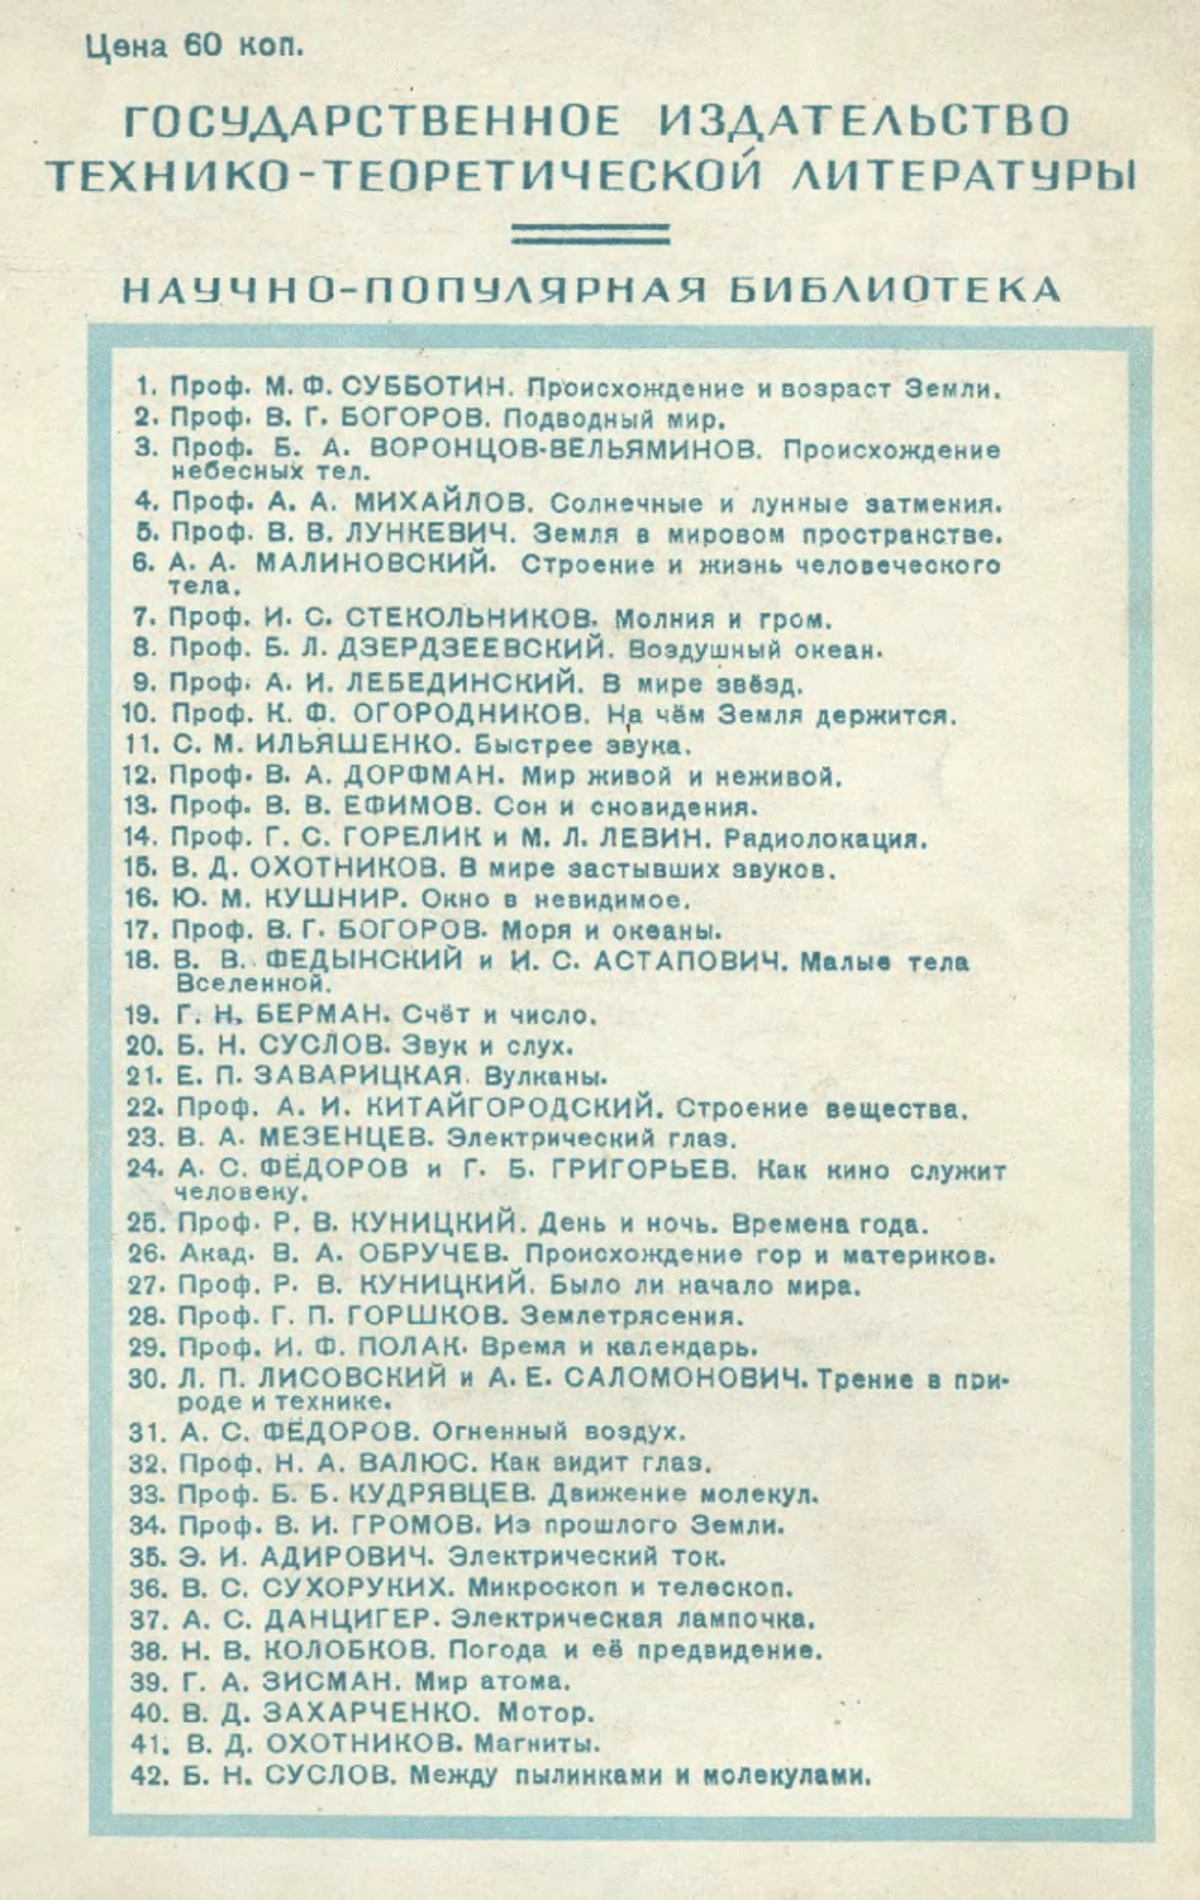 Цена 60 коп.
ГОСУДАРСТВЕННОЕ ИЗДАТЕЛЬСТВО
ТЕХНИКО-ТЕОРЕТИЧЕСКОЙ ЛИТЕРАТУРЫ
НАУЧНО-ПОПУЛЯРНАЯ БИБЛИОТЕКА
1. Проф. М. Ф. СУББОТИН. Происхождение и возраст Земли.
2. Проф. В. Г. БОГОРОВ. Подводный мир.
3. Проф. Б. А. ВОРОНЦОВ-ВЕЛЬЯМИНОВ. Происхождение
небесных тел.
4. Проф. А. А. МИХАЙЛОВ. Солнечные и лунные затмения.
5. Проф. В. В. ЛУНКЕВИЧ. Земля в мировом пространстве.
6. А. А. МАЛИНОВСКИЙ. Строение и жизнь человеческого
тела.
7. Проф. И. С. СТЕКОЛЬНИКОВ. Молния и гром.
8. Проф. Б. Л. ДЗЕРДЗЕЕВСКИЙ. Воздушный океан.
9. Проф. А. И. ЛЕБЕДИНСКИЙ. В мире звёзд.
10. Проф. К. Ф. ОГОРОДНИКОВ. На чём Земля держится.
11. С. М. ИЛЬЯШЕНКО. Быстрее звука.
12. Проф. В. А. ДОРФМАН. Мир живой и неживой.
13. Проф. В. В. ЕФИМОВ. Сон и сновидения.
14. Проф. Г. С. ГОРЕЛИК и М. Л. ЛЕВИН. Радиолокация.
15. В. Д. ОХОТНИКОВ. В мире застывших звуков.
16. Ю. М. КУШНИР. Окно в невидимое.
17. Проф. В. Г. БОГОРОВ. Моря и океаны.
18. В. В. ФЕДЫНСКИЙ и И. С. АСТАПОВИЧ. Малые тела
Вселенной.
19. Г. Н. БЕРМАН. Счёт и число.
20. Б. Н. СУСЛОВ. Звук и слух.
21. Е. П. ЗАВАРИЦКАЯ. Вулканы.
22. Проф. А. И. КИТАЙГОРОДСКИЙ. Строение вещества.
23. В. А. МЕЗЕНЦЕВ. Электрический глаз.
24. А. С. ФЁДОРОВ и Г. Б. ГРИГОРЬЕВ. Как кино служит
человеку.
25. Проф. Р. В. КУНИЦКИЙ. День и ночь. Времена года.
26. Акад. В. А. ОБРУЧЕВ. Происхождение гор и материков.
27. Проф. Р. В. КУНИЦКИЙ. Было ли начало мира.
28. Проф. Г. П. ГОРШКОВ. Землетрясения.
29. Проф. И. Ф. ПОЛАК. Время и календарь.
30. Л. П. ЛИСОВСКИЙ и А. Е. САЛОМОНОВИЧ. Трение в при-
роде и технике.
31. А. С. ФЁДОРОВ. Огненный воздух.
32. Проф. Н. А. ВАЛЮС. Как видит глаз.
33. Проф. Б. Б. КУДРЯВЦЕВ. Движение молекул.
34. Проф. В. И. ГРОМОВ. Из прошлого Земли.
35. Э. И. АДИРОВИЧ. Электрический ток.
36. В. С. СУХОРУКИХ. Микроскоп и телескоп.
37. А. С. ДАНЦИГЕР. Электрическая лампочка.
38. Н. В. КОЛОБКОВ. Погода и её предвидение.
39. Г. А. ЗИСМАН. Мир атома.
40. В. Д. ЗАХАРЧЕНКО. Мотор.
41. В. Д. ОХОТНИКОВ. Магниты.
42. Б. Н. СУСЛОВ. Между пылинками и молекулами.